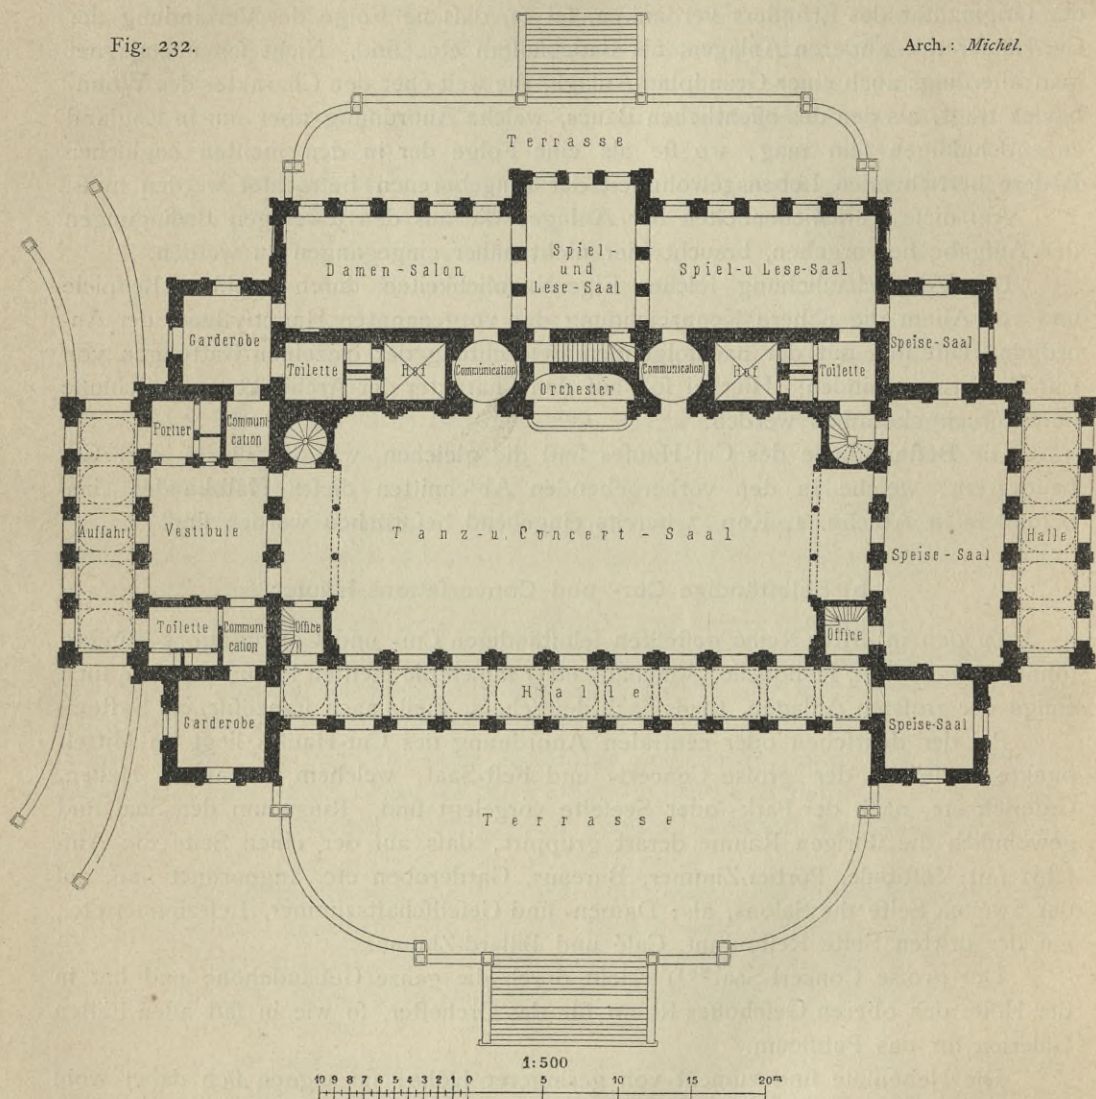 Fig. 232.
Arch.: Michel.
Terrasse
Damen-Salon
Spiel
und
Lese-Saal
Spiel-u Lese-Saal
Garderobe
Toilette
Hof
Communication
Orchester
Communication
Hof
Toilette
Speise-Saal
Portier
Communi
cation
Auffahrt
Vestibule
Tanz-u. Concert-Saal
Speise-Saal
Halle
Toilette
Communi
cation
Office
Office
Halle
Garderobe
Speise-Saal
Terrasse
1:500
10 9 8 7 6 5 4 3 2 1 0 5 10 15 20m